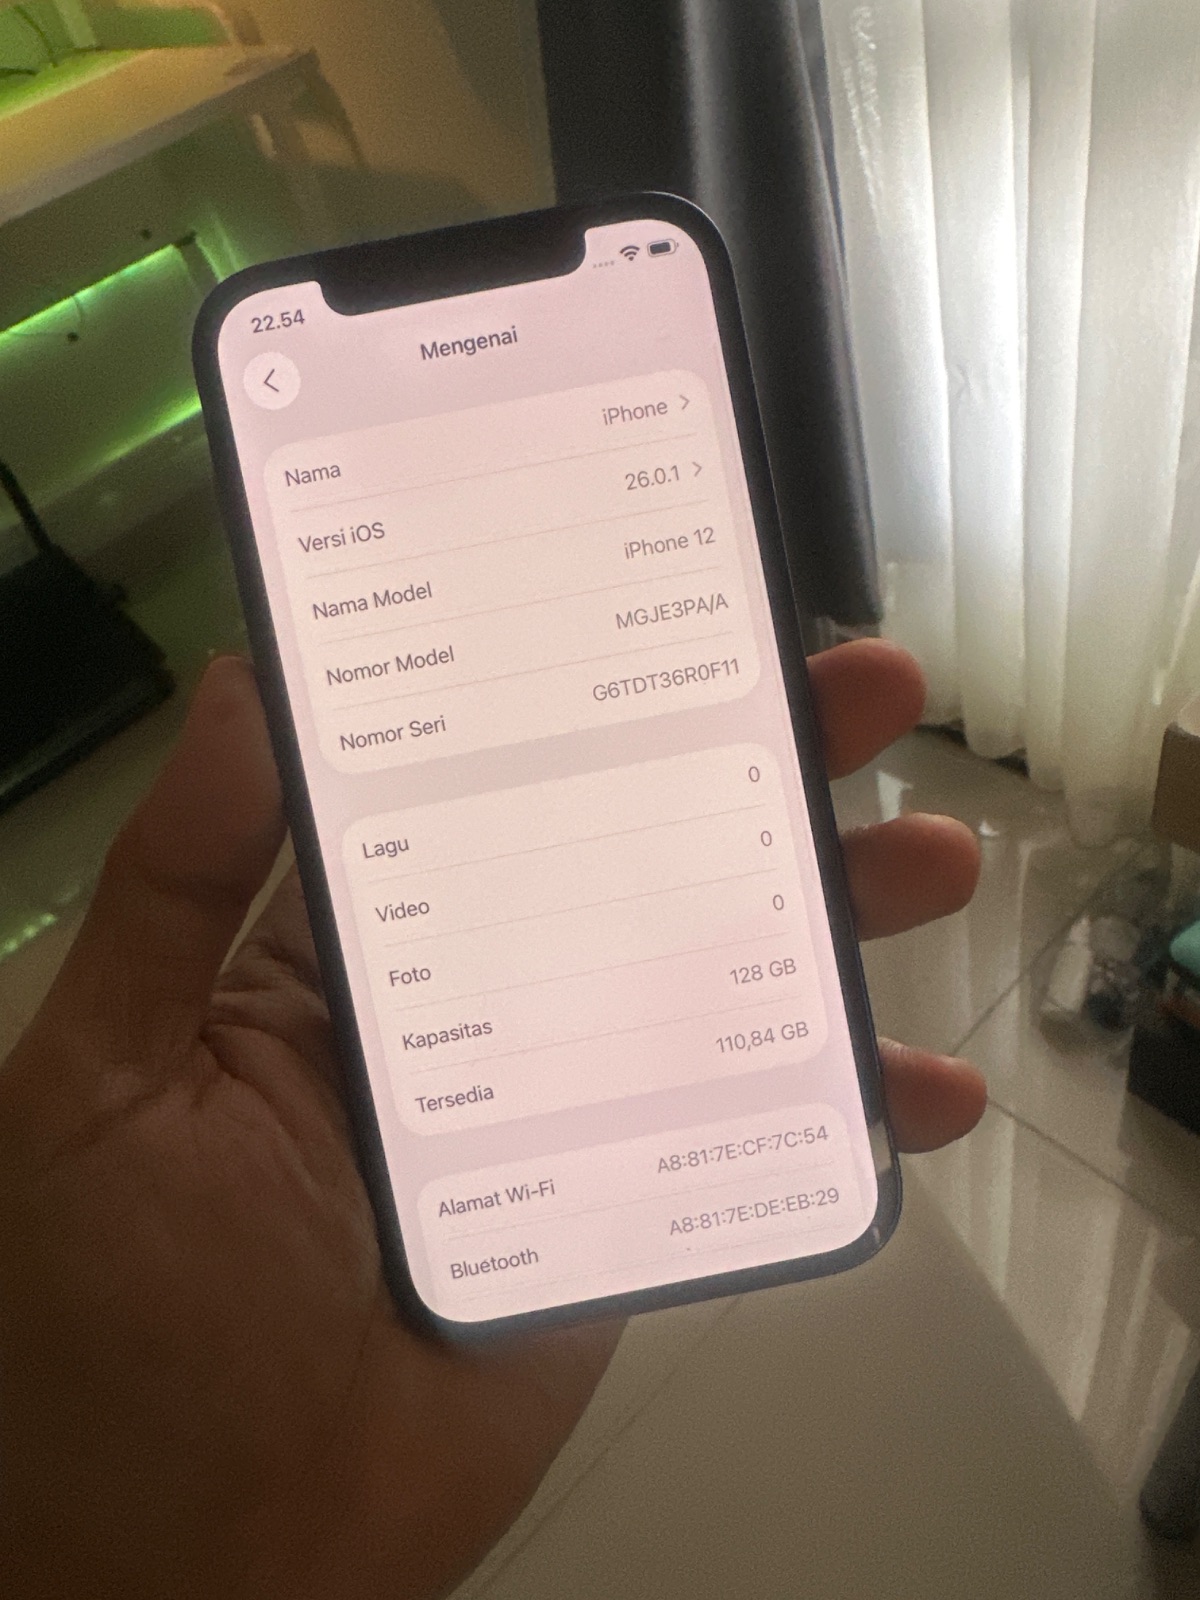 22.54
Mengenai
Nama iPhone
Versi iOS 26.0.1
Nama Model iPhone 12
Nomor Model MGJE3PA/A
Nomor Seri G6TDT36R0F11
Lagu 0
Video 0
Foto 0
Kapasitas 128 GB
Tersedia 110,84 GB
Alamat Wi-Fi A8:81:7E:CF:7C:54
Bluetooth A8:81:7E:DE:EB:29